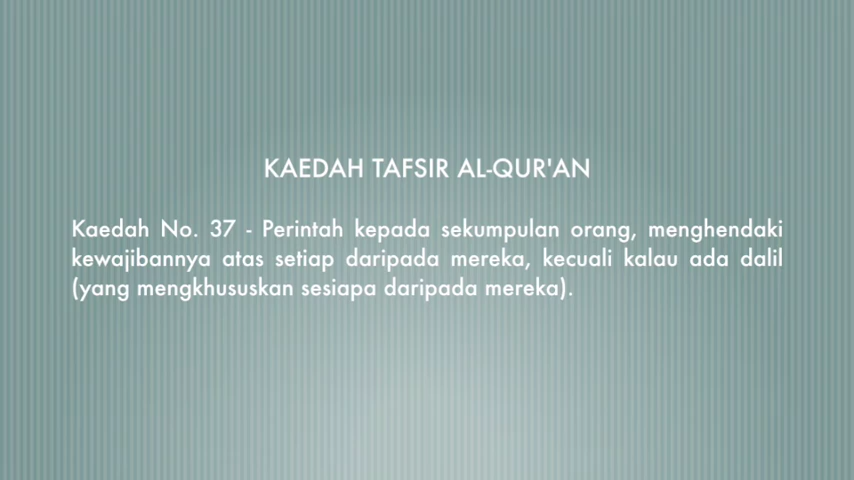 KAEDAH TAFSIR AL-QUR'AN
Kaedah No. 37 - Perintah kepada sekumpulan orang, menghendaki
kewajibannya atas setiap daripada mereka, kecuali kalau ada dalil
(yang mengkhususkan sesiapa daripada mereka).